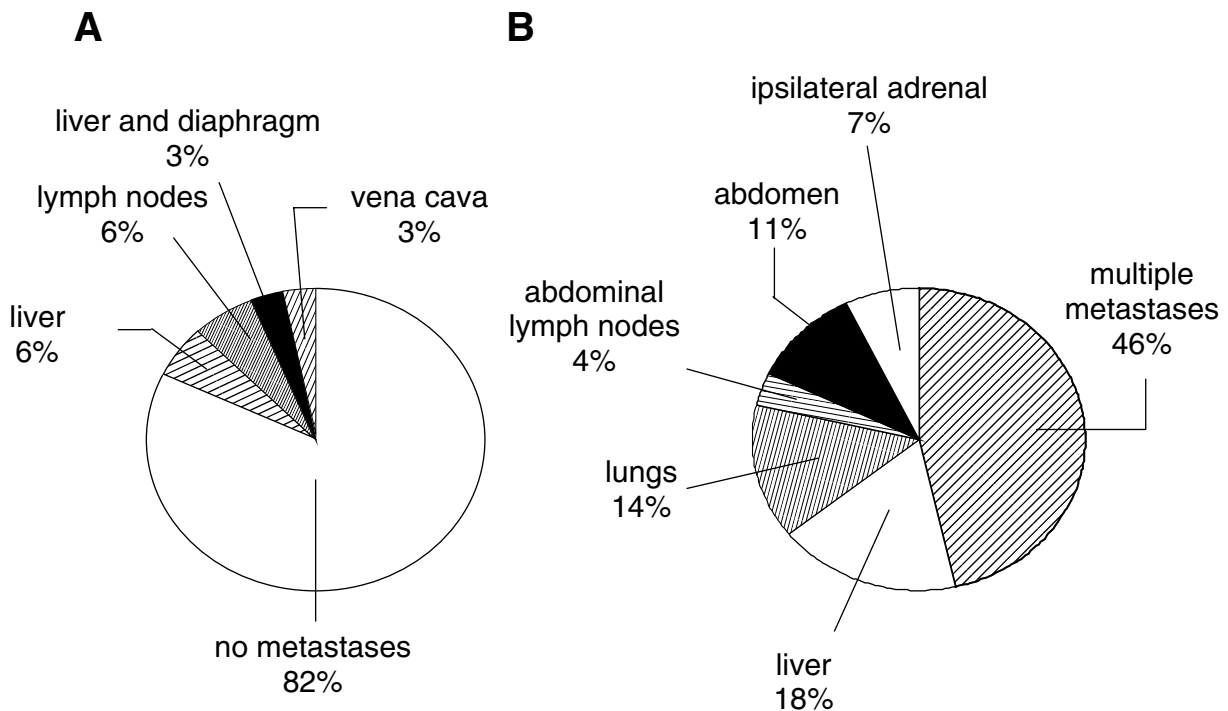 A
liver and diaphragm
3%
lymph nodes
6%
vena cava
3%
liver
6%
no metastases
82%
B
ipsilateral adrenal
7%
abdomen
11%
multiple
metastases
46%
abdominal
lymph nodes
4%
lungs
14%
liver
18%